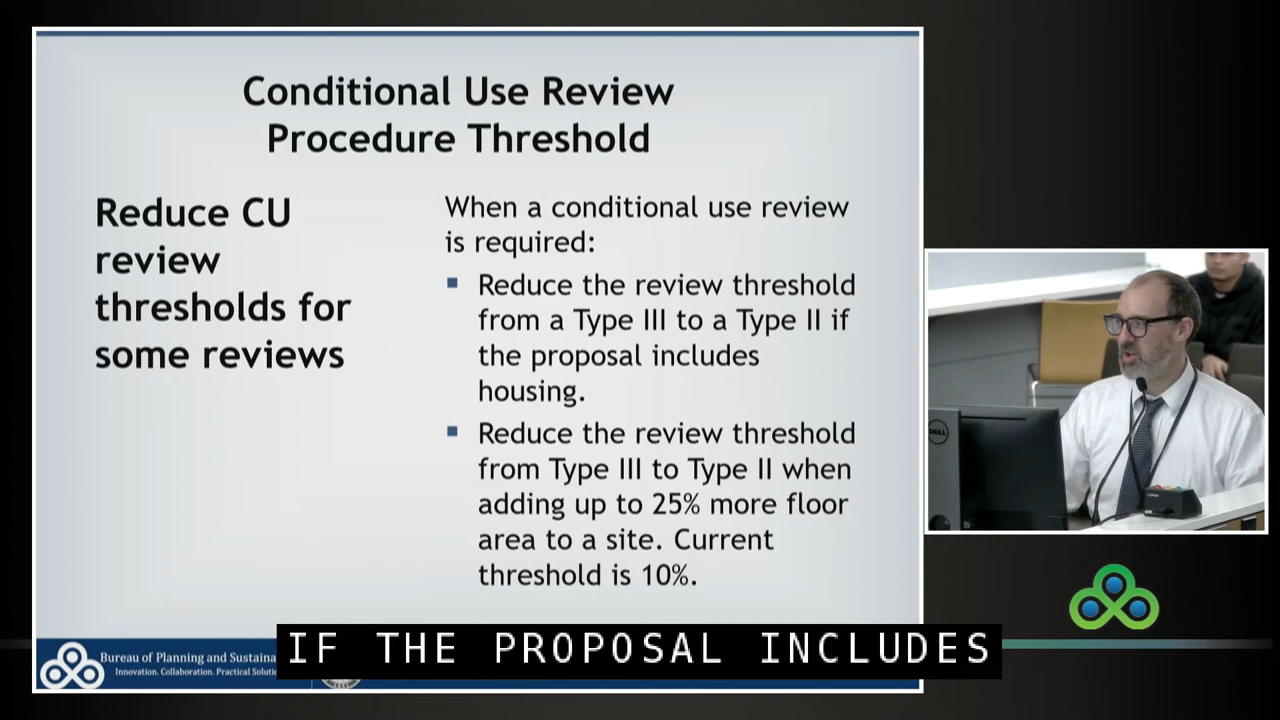 Conditional Use Review
Procedure Threshold
Reduce CU
review
thresholds for
some reviews
When a conditional use review
is required:
Reduce the review threshold
from a Type III to a Type II if
the proposal includes
housing.
Reduce the review threshold
from Type III to Type II when
adding up to 25% more floor
area to a site. Current
threshold is 10%.
DELL
Bureau of Planning and Sustaina
Innovation. Collaboration. Practical Soluti
IF THE PROPOSAL INCLUDES